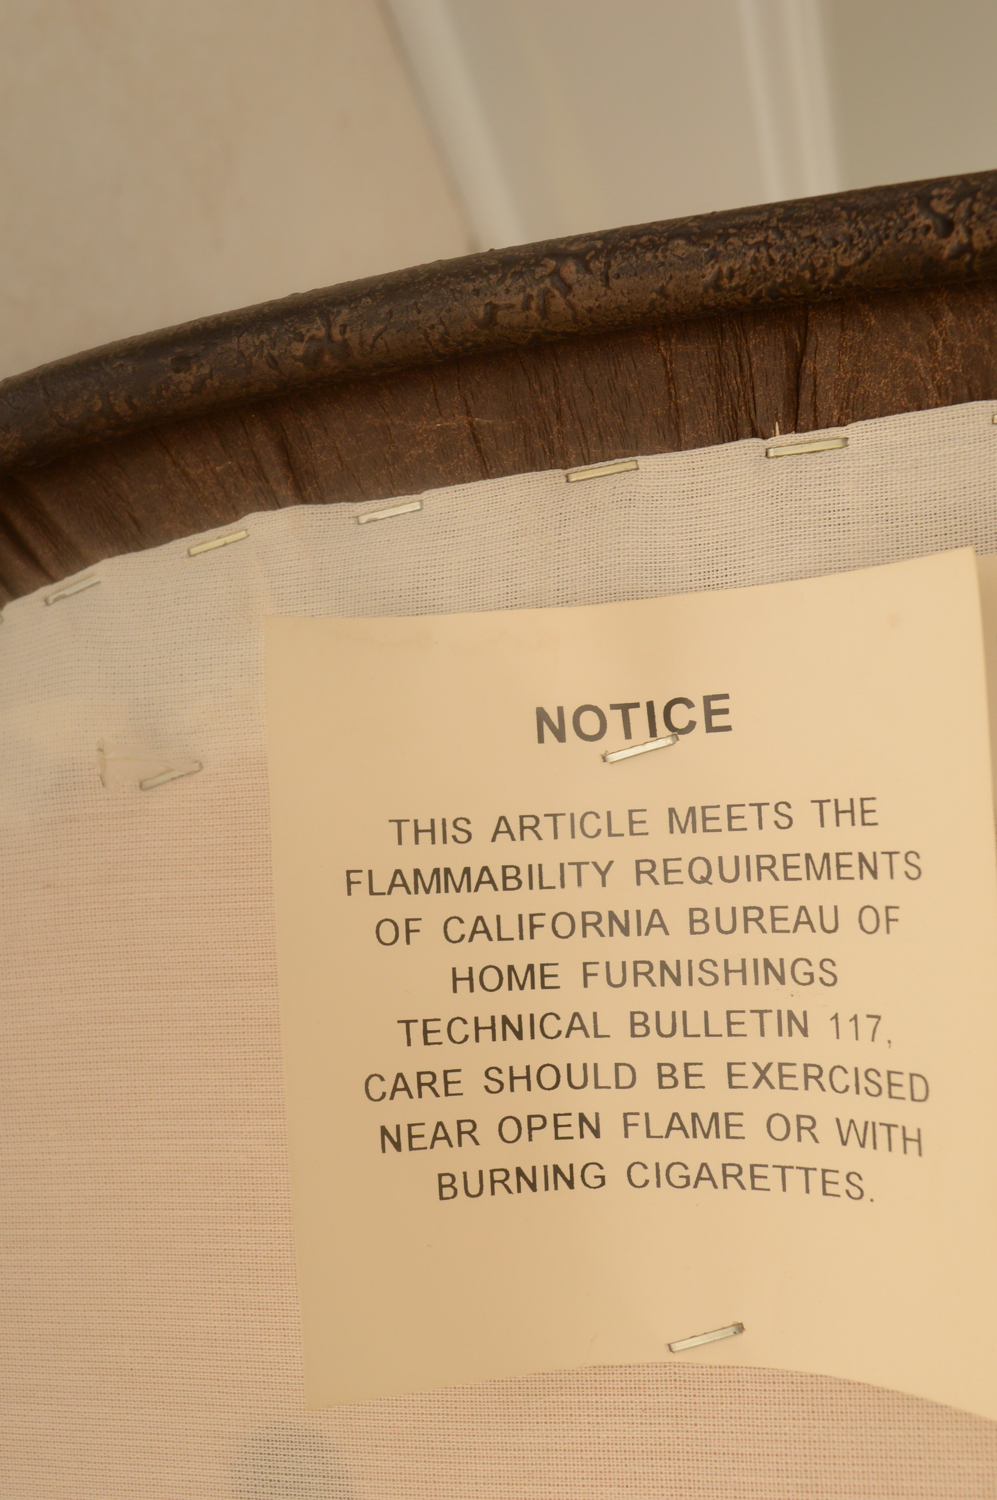 NOTICE
THIS ARTICLE MEETS THE
FLAMMABILITY REQUIREMENTS
OF CALIFORNIA BUREAU OF
HOME FURNISHINGS
TECHNICAL BULLETIN 117,
CARE SHOULD BE EXERCISED
NEAR OPEN FLAME OR WITH
BURNING CIGARETTES.